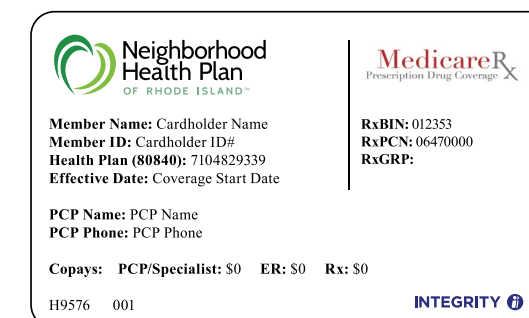 Neighborhood
Health Plan
OF RHODE ISLAND™
MedicareRx
Prescription Drug Coverage
Member Name: Cardholder Name
Member ID: Cardholder ID#
Health Plan (80840): 7104829339
Effective Date: Coverage Start Date
RxBIN: 012353
RxPCN: 06470000
RxGRP:
PCP Name: PCP Name
PCP Phone: PCP Phone
Copays: PCP/Specialist: $0 ER: $0 Rx: $0
H9576 001
INTEGRITY